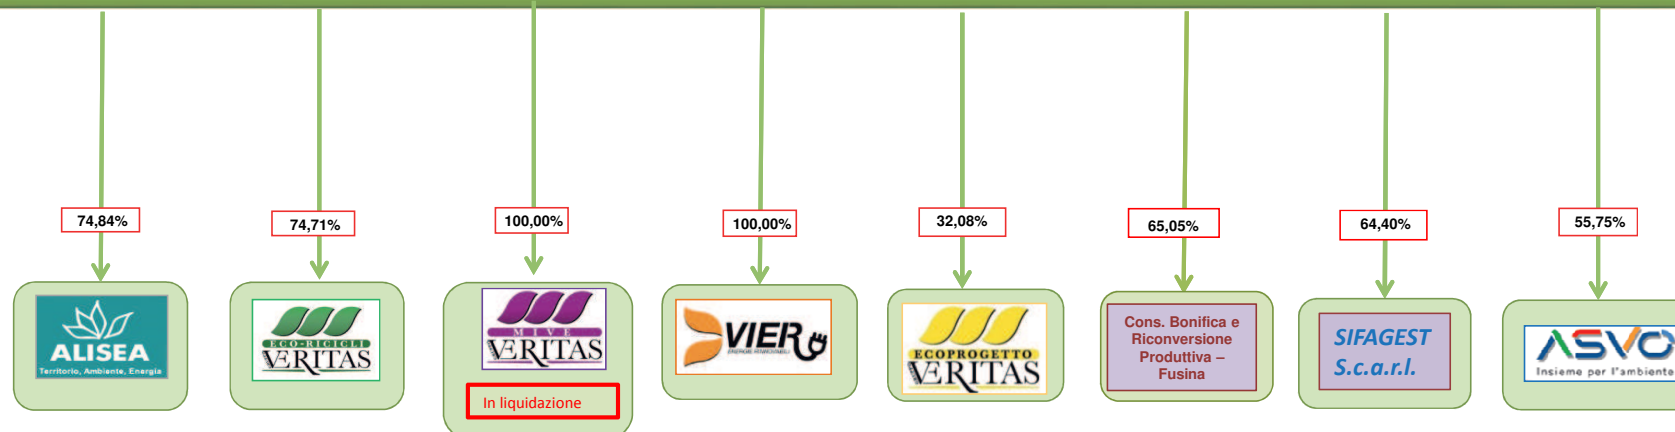 74,84%
74,71%
100,00%
100,00%
32,08%
65,05%
64,40%
55,75%
ALISEA
Territorio, Ambiente, Energia
ECO-RICICLI
VERITAS
MIVE
VERITAS
In liquidazione
VIER
ENERGIE RINNOVABILI
ECOPROGETTO
VERITAS
Cons. Bonifica e
Riconversione
Produttiva –
Fusina
SIFAGEST
S.c.a.r.l.
ASVO
Insieme per l'ambiente